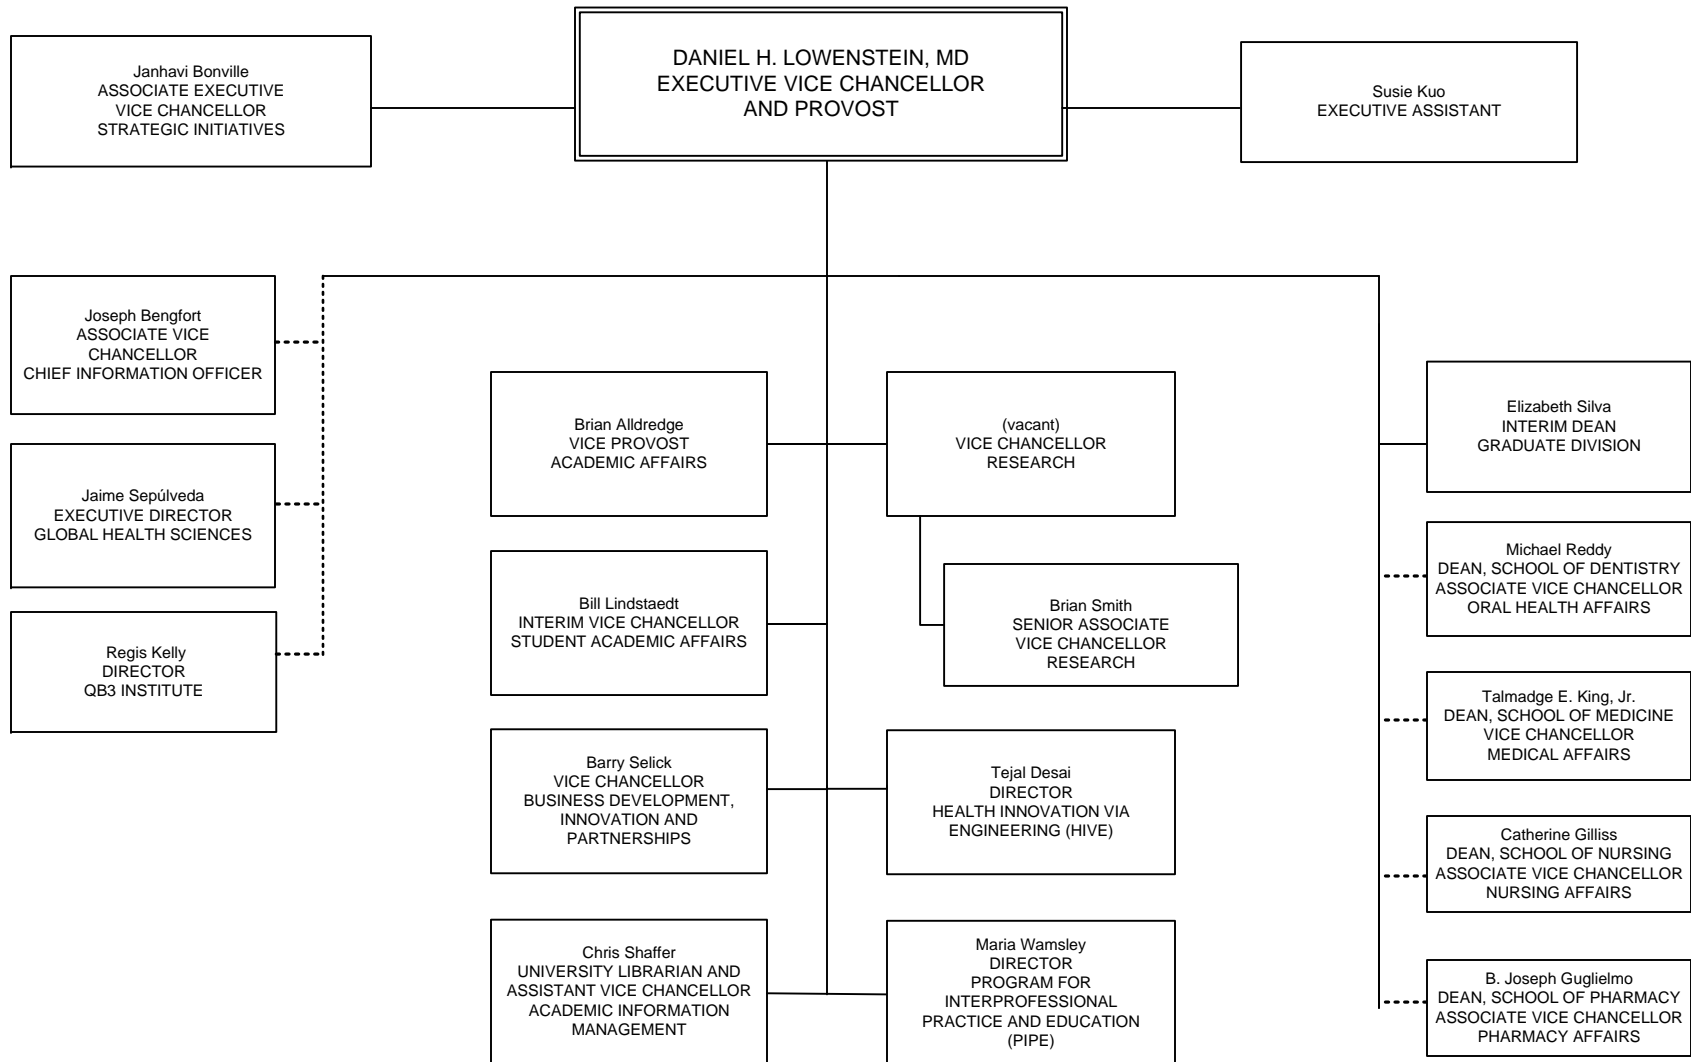 DANIEL H. LOWENSTEIN, MD
EXECUTIVE VICE CHANCELLOR
AND PROVOST
Janhavi Bonville
ASSOCIATE EXECUTIVE
VICE CHANCELLOR
STRATEGIC INITIATIVES
Susie Kuo
EXECUTIVE ASSISTANT
Joseph Bengfort
ASSOCIATE VICE
CHANCELLOR
CHIEF INFORMATION OFFICER
Jaime Sepúlveda
EXECUTIVE DIRECTOR
GLOBAL HEALTH SCIENCES
Regis Kelly
DIRECTOR
QB3 INSTITUTE
Brian Alldredge
VICE PROVOST
ACADEMIC AFFAIRS
Bill Lindstaedt
INTERIM VICE CHANCELLOR
STUDENT ACADEMIC AFFAIRS
Barry Selick
VICE CHANCELLOR
BUSINESS DEVELOPMENT,
INNOVATION AND
PARTNERSHIPS
Chris Shaffer
UNIVERSITY LIBRARIAN AND
ASSISTANT VICE CHANCELLOR
ACADEMIC INFORMATION
MANAGEMENT
(vacant)
VICE CHANCELLOR
RESEARCH
Brian Smith
SENIOR ASSOCIATE
VICE CHANCELLOR
RESEARCH
Tejal Desai
DIRECTOR
HEALTH INNOVATION VIA
ENGINEERING (HIVE)
Maria Wamsley
DIRECTOR
PROGRAM FOR
INTERPROFESSIONAL
PRACTICE AND EDUCATION
(PIPE)
Elizabeth Silva
INTERIM DEAN
GRADUATE DIVISION
Michael Reddy
DEAN, SCHOOL OF DENTISTRY
ASSOCIATE VICE CHANCELLOR
ORAL HEALTH AFFAIRS
Talmadge E. King, Jr.
DEAN, SCHOOL OF MEDICINE
VICE CHANCELLOR
MEDICAL AFFAIRS
Catherine Gilliss
DEAN, SCHOOL OF NURSING
ASSOCIATE VICE CHANCELLOR
NURSING AFFAIRS
B. Joseph Guglielmo
DEAN, SCHOOL OF PHARMACY
ASSOCIATE VICE CHANCELLOR
PHARMACY AFFAIRS